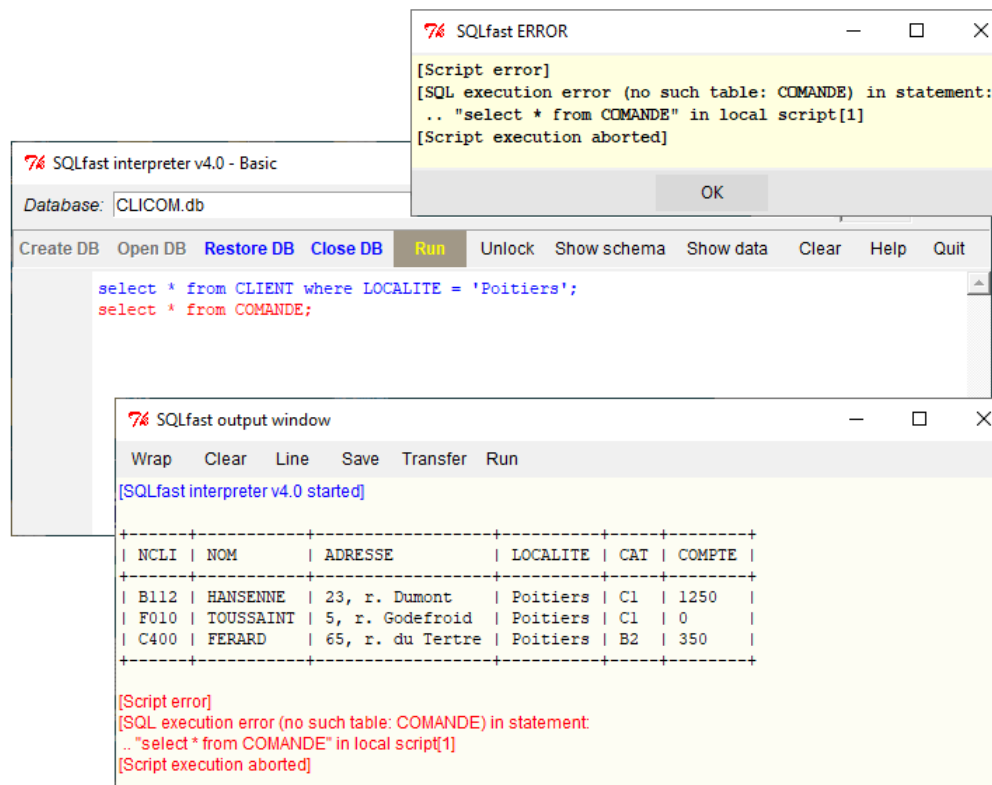 SQLfast ERROR
[Script error]
[SQL execution error (no such table: COMANDE) in statement:
.. "select * from COMANDE" in local script[1]
[Script execution aborted]
OK
SQLfast interpreter v4.0 - Basic
Database: CLICOM.db
Create DB Open DB Restore DB Close DB Run Unlock Show schema Show data Clear Help Quit
select * from CLIENT where LOCALITE = 'Poitiers';
select * from COMANDE;
SQLfast output window
Wrap Clear Line Save Transfer Run
[SQLfast interpreter v4.0 started]
+------+-----------+------------------+----------+-----+--------+
| NCLI | NOM       | ADRESSE          | LOCALITE | CAT | COMPTE |
+------+-----------+------------------+----------+-----+--------+
| B112 | HANSENNE  | 23, r. Dumont    | Poitiers | C1  | 1250   |
| F010 | TOUSSAINT | 5, r. Godefroid  | Poitiers | C1  | 0      |
| C400 | FERARD    | 65, r. du Tertre | Poitiers | B2  | 350    |
+------+-----------+------------------+----------+-----+--------+
[Script error]
[SQL execution error (no such table: COMANDE) in statement:
.. "select * from COMANDE" in local script[1]
[Script execution aborted]